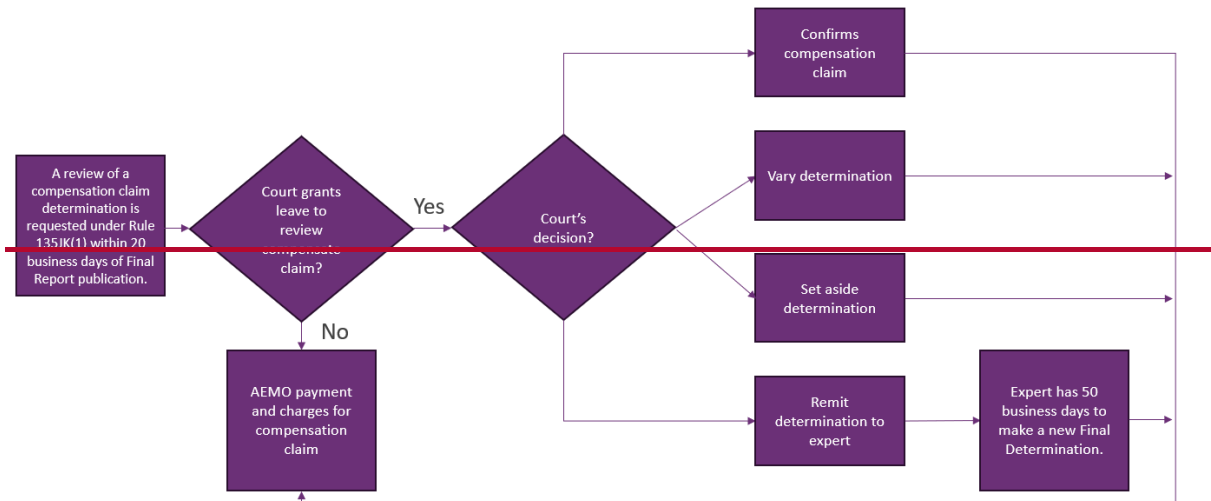 A review of a
compensation claim
determination is
requested under Rule
135JK(1) within 20
business days of Final
Report publication.
Court grants
leave to
review
compensate
claim?
Yes
No
AEMO payment
and charges for
compensation
claim
Court's
decision?
Confirms
compensation
claim
Vary determination
Set aside
determination
Remit
determination to
expert
Expert has 50
business days to
make a new Final
Determination.